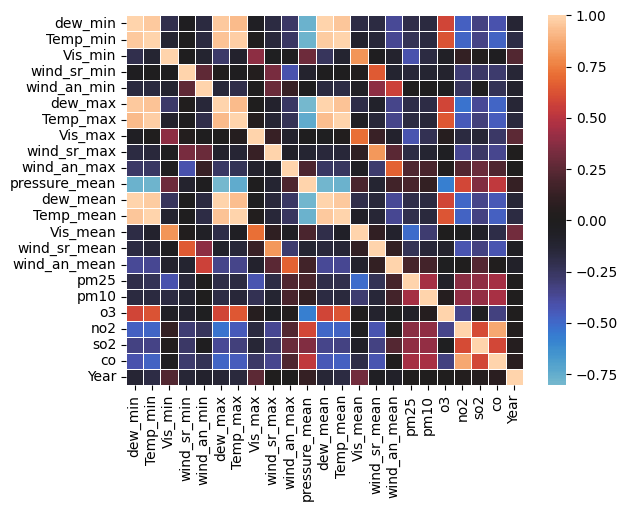 dew_min
Temp_min
Vis_min
wind_sr_min
wind_an_min
dew_max
Temp_max
Vis_max
wind_sr_max
wind_an_max
pressure_mean
dew_mean
Temp_mean
Vis_mean
wind_sr_mean
wind_an_mean
pm25
pm10
o3
no2
so2
co
Year
dew_min
Temp_min
Vis_min
wind_sr_min
wind_an_min
dew_max
Temp_max
Vis_max
wind_sr_max
wind_an_max
pressure_mean
dew_mean
Temp_mean
Vis_mean
wind_sr_mean
wind_an_mean
pm25
pm10
o3
no2
so2
co
Year
1.00
0.75
0.50
0.25
0.00
−0.25
−0.50
−0.75